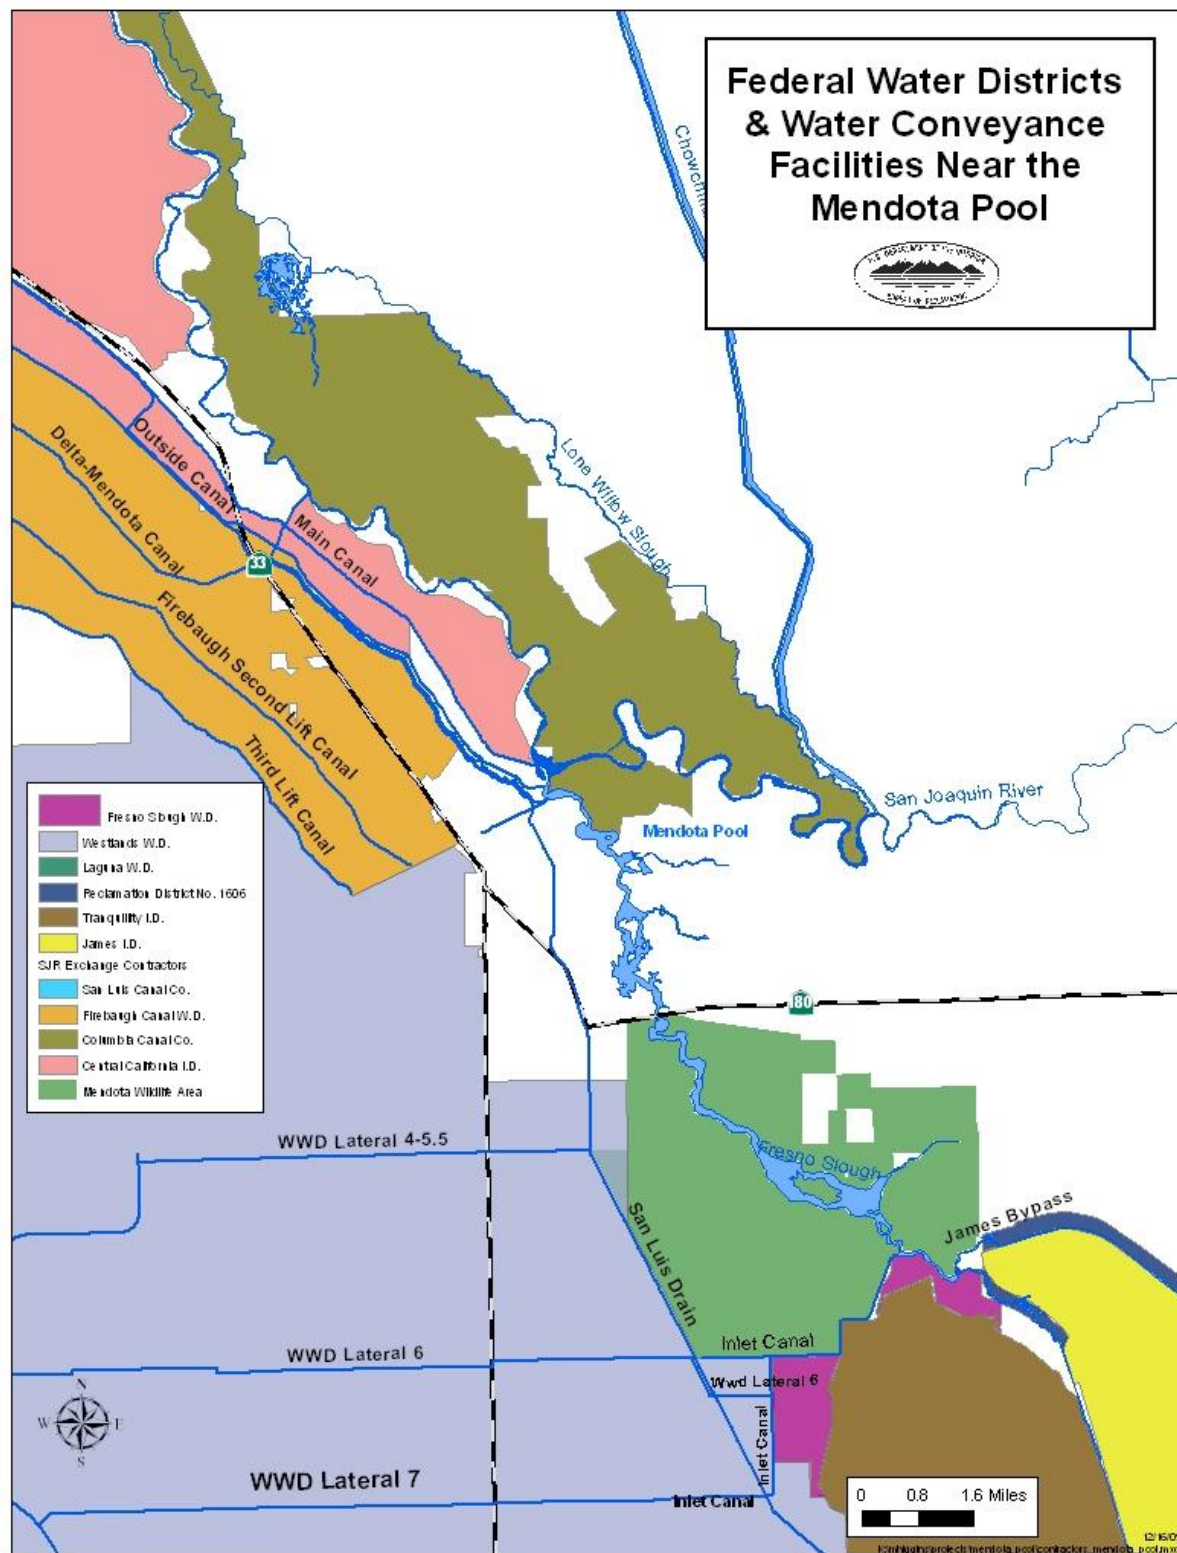 Federal Water Districts
& Water Conveyance
Facilities Near the
Mendota Pool
Outside Canal
Delta-Mendota Canal
Main Canal
Lone Willow Slough
33
Firebaugh Second Lift Canal
Third Lift Canal
San Joaquin River
Mendota Pool
Fresno Slough W.D.
Westlands W.D.
Laguna W.D.
Reclamation District No. 1606
Tranquillity I.D.
James I.D.
SJR Exchange Contractors
San Luis Canal Co.
Firebaugh Canal W.D.
Columbia Canal Co.
Central California I.D.
Mendota Wildlife Area
180
WWD Lateral 4-5.5
Fresno Slough
James Bypass
San Luis Drain
Inlet Canal
WWD Lateral 6
Wwd Lateral 6
Inlet Canal
N
W E
S
WWD Lateral 7
Inlet Canal
0 0.8 1.6 Miles